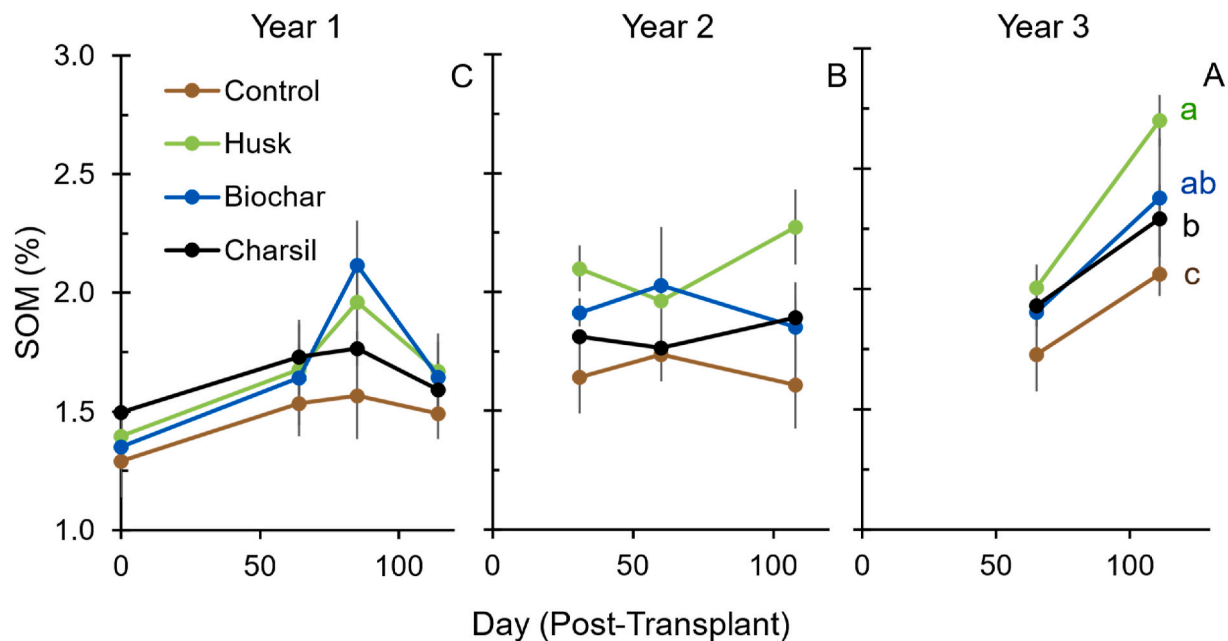 Year 1
Year 2
Year 3
3.0
2.5
2.0
1.5
1.0
SOM (%)
Control
Husk
Biochar
Charsil
C
B
A
a
ab
b
c
0 50 100
0 50 100
0 50 100
Day (Post-Transplant)